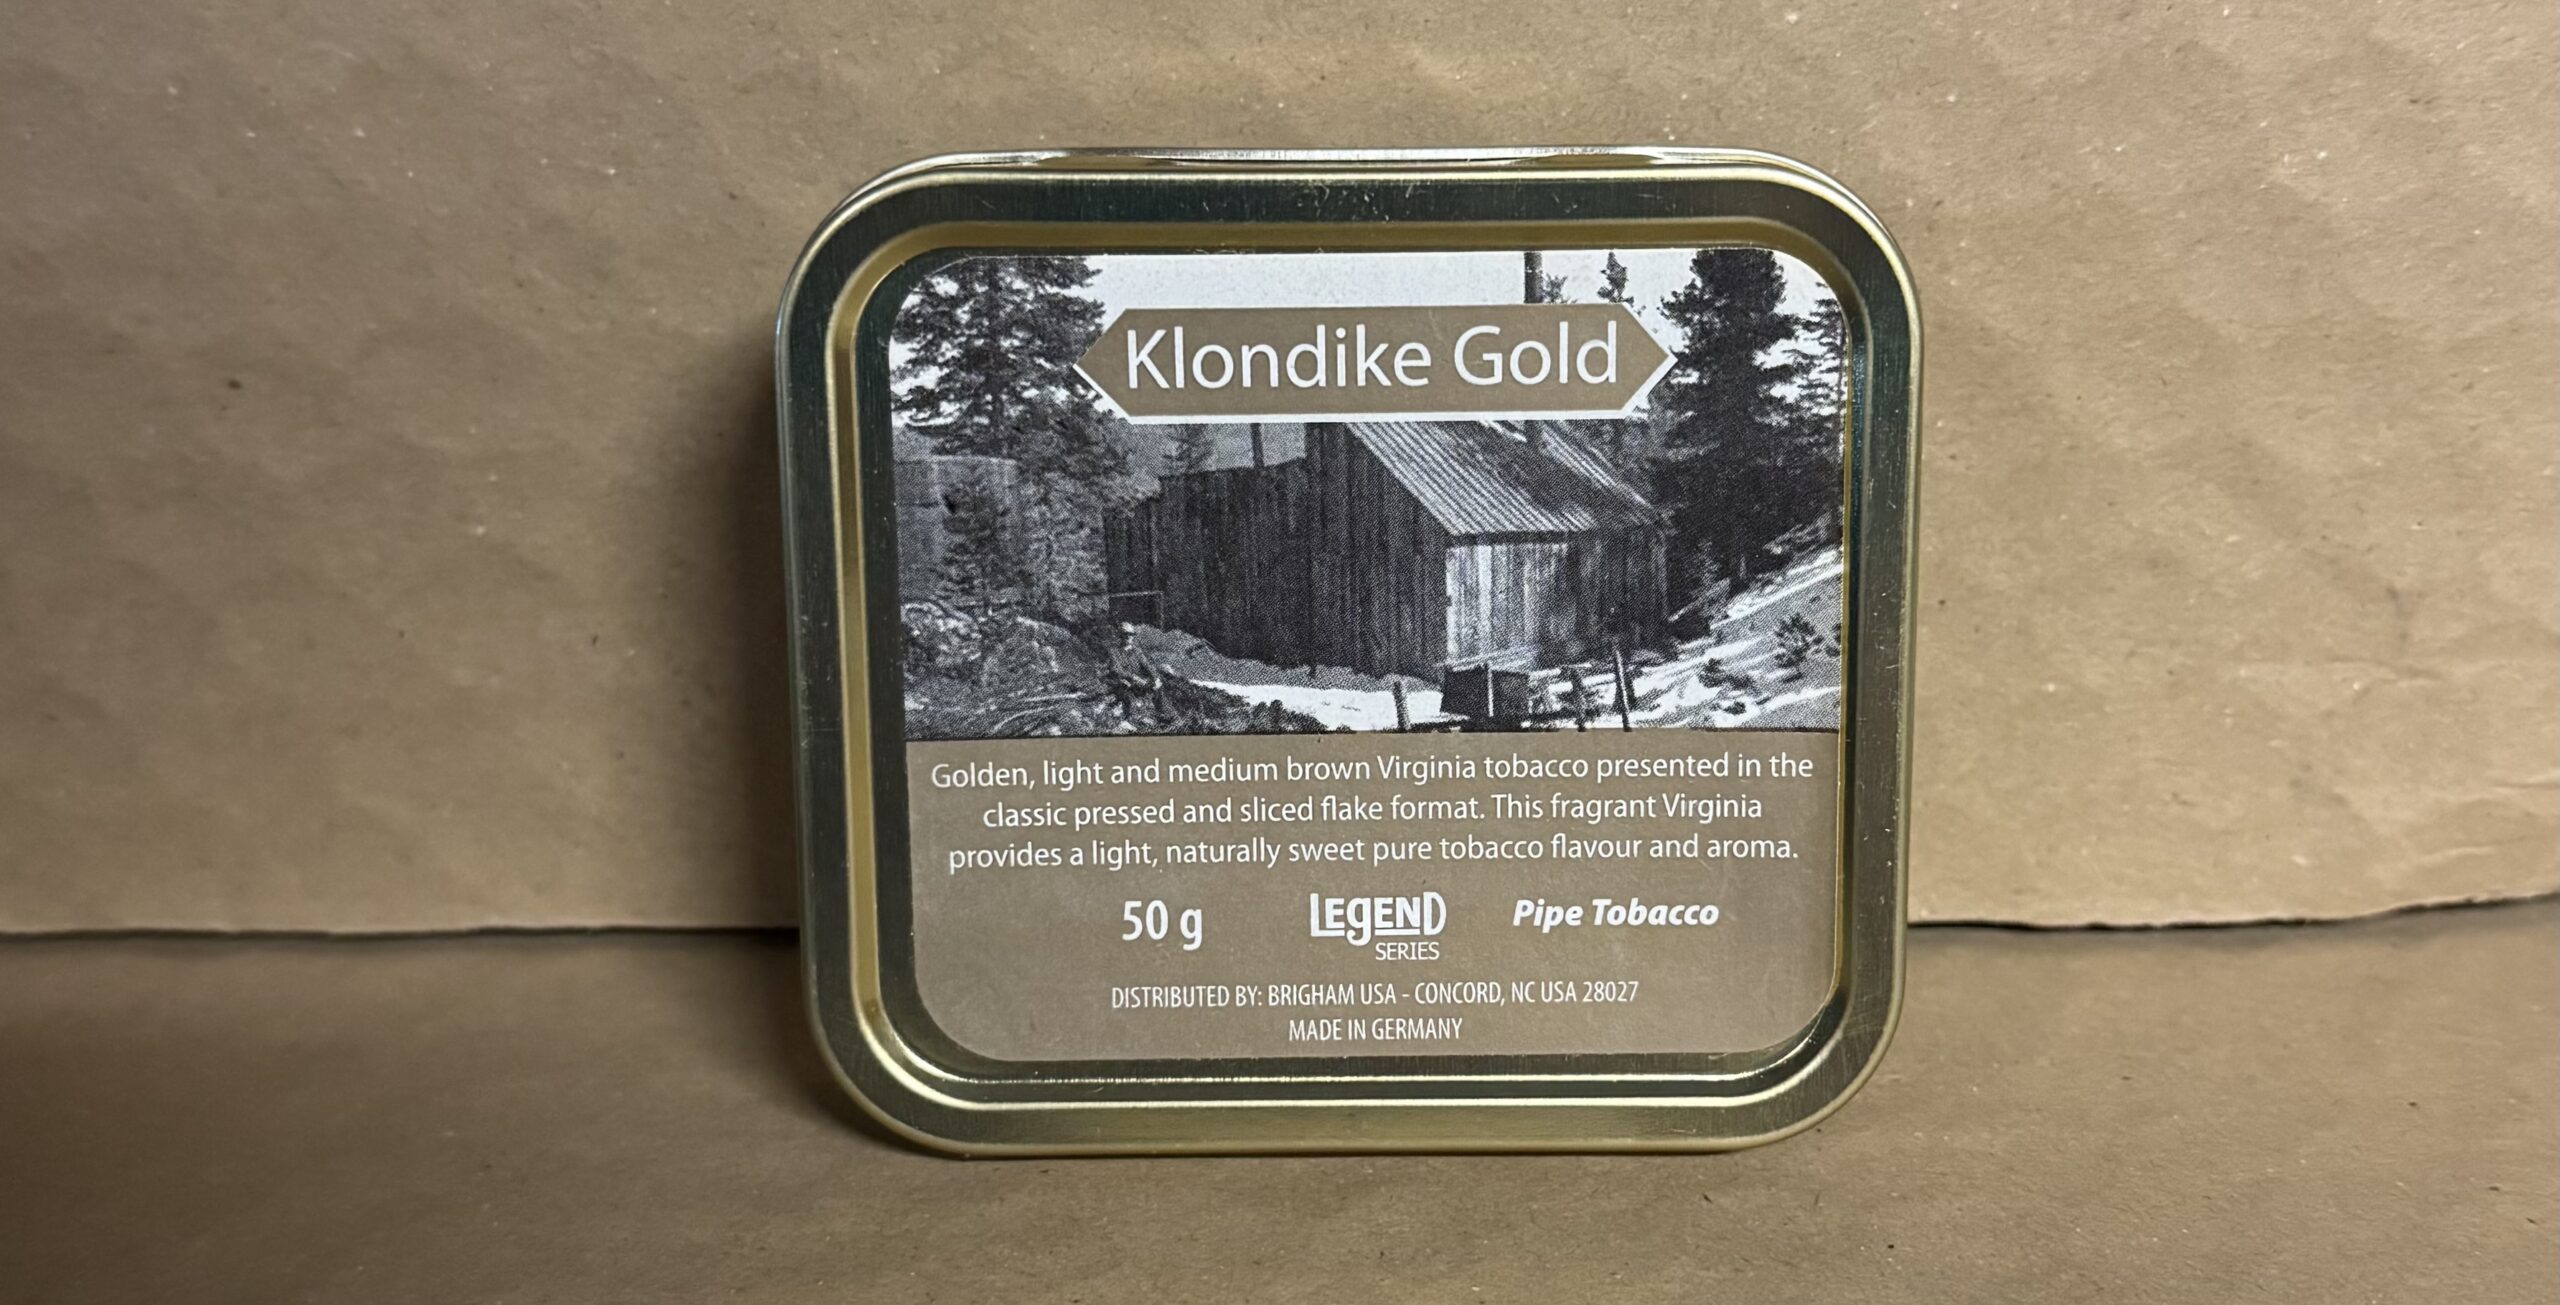 Klondike Gold
Golden, light and medium brown Virginia tobacco presented in the
classic pressed and sliced flake format. This fragrant Virginia
provides a light, naturally sweet pure tobacco flavour and aroma.
50 g LEgEND SERIES Pipe Tobacco
DISTRIBUTED BY: BRIGHAM USA - CONCORD, NC USA 28027
MADE IN GERMANY